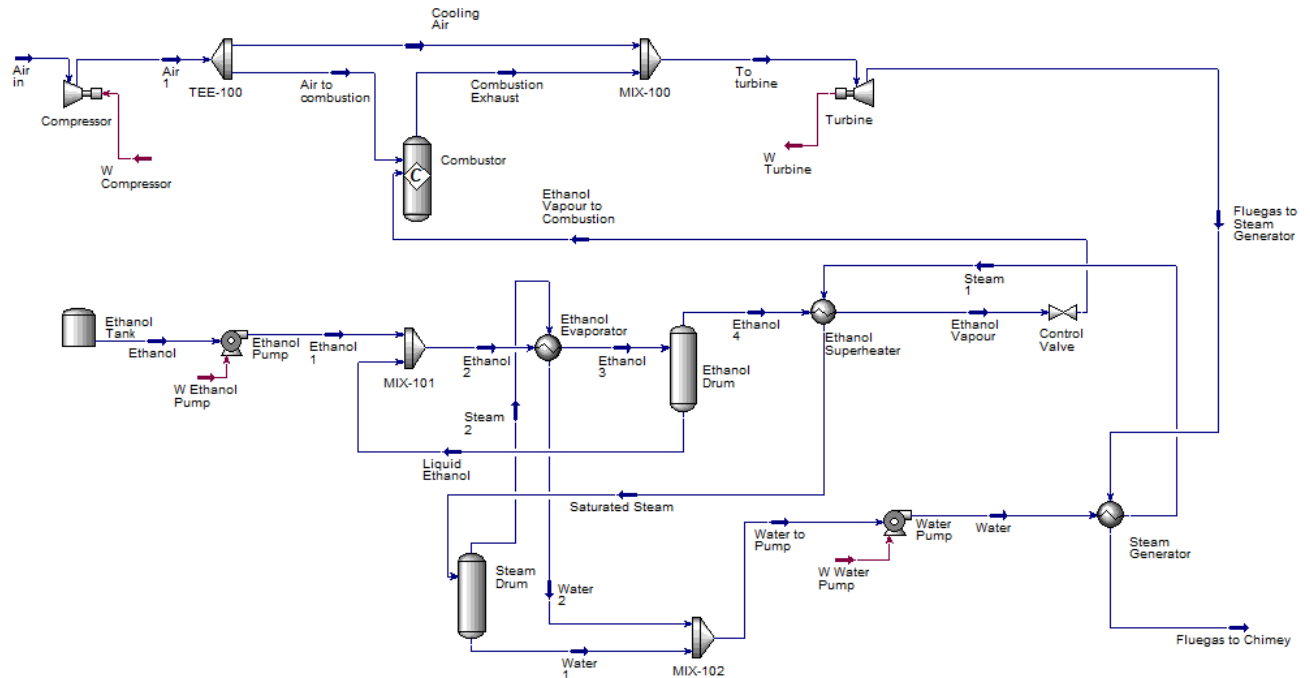 Cooling
Air
Air
in
Air
1
TEE-100
Air to
combustion
Combustion
Exhaust
MIX-100
To
turbine
Compressor
Turbine
W
Compressor
Combustor
C
W
Turbine
Ethanol
Vapour to
Combustion
Fluegas to
Steam
Generator
Steam
1
Ethanol
Tank
Ethanol
Ethanol
Pump
Ethanol
1
W Ethanol
Pump
MIX-101
Ethanol
2
Ethanol
Evaporator
Ethanol
3
Ethanol
4
Ethanol
Drum
Ethanol
Superheater
Ethanol
Vapour
Control
Valve
Steam
2
Liquid
Ethanol
Saturated Steam
Steam
Drum
Water
2
Water
1
MIX-102
Water to
Pump
Water
Pump
Water
W Water
Pump
Steam
Generator
Fluegas to Chimey